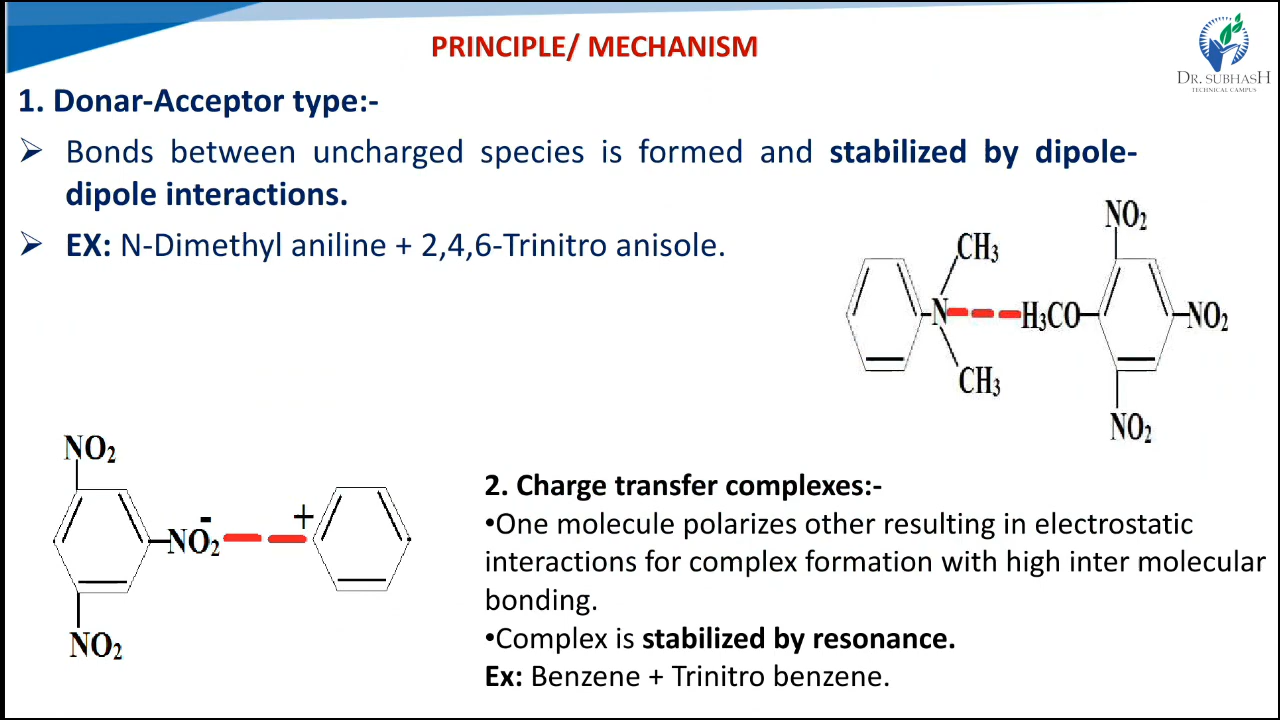 PRINCIPLE/ MECHANISM
DR. SUBHASH
TECHNICAL CAMPUS
1. Donar-Acceptor type:-
➢ Bonds between uncharged species is formed and stabilized by dipole-
dipole interactions.
➢ EX: N-Dimethyl aniline + 2,4,6-Trinitro anisole.
NO₂
CH₃
N H₃CO NO₂
CH₃
NO₂
NO₂
NO₂ - +
NO₂
2. Charge transfer complexes:-
•One molecule polarizes other resulting in electrostatic
interactions for complex formation with high inter molecular
bonding.
•Complex is stabilized by resonance.
Ex: Benzene + Trinitro benzene.